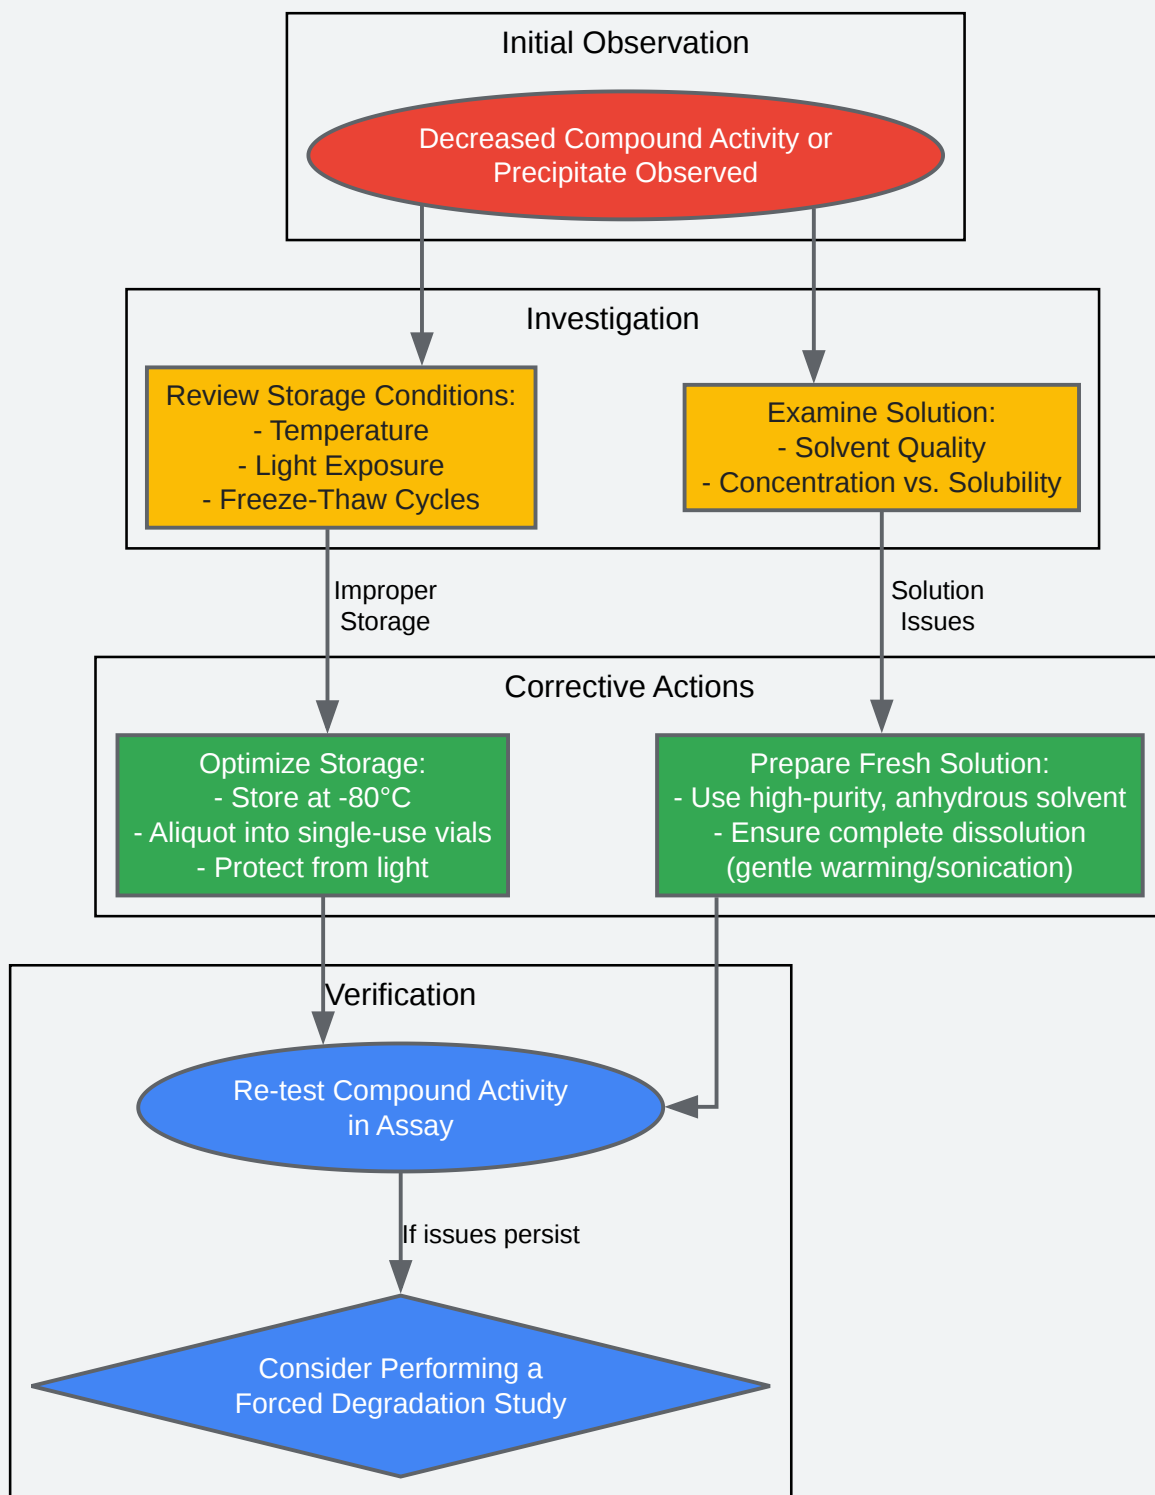 Initial Observation
Decreased Compound Activity or
Precipitate Observed
Investigation
Review Storage Conditions:
- Temperature
- Light Exposure
- Freeze-Thaw Cycles
Examine Solution:
- Solvent Quality
- Concentration vs. Solubility
Improper
Storage
Solution
Issues
Corrective Actions
Optimize Storage:
- Store at -80°C
- Aliquot into single-use vials
- Protect from light
Prepare Fresh Solution:
- Use high-purity, anhydrous solvent
- Ensure complete dissolution
(gentle warming/sonication)
Verification
Re-test Compound Activity
in Assay
If issues persist
Consider Performing a
Forced Degradation Study